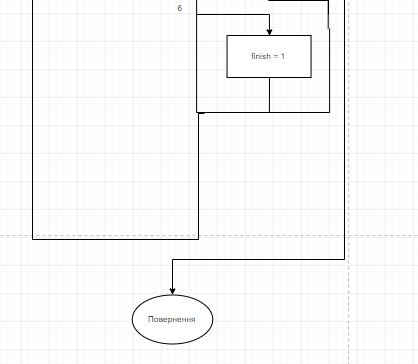 6
finish = 1
Повернення